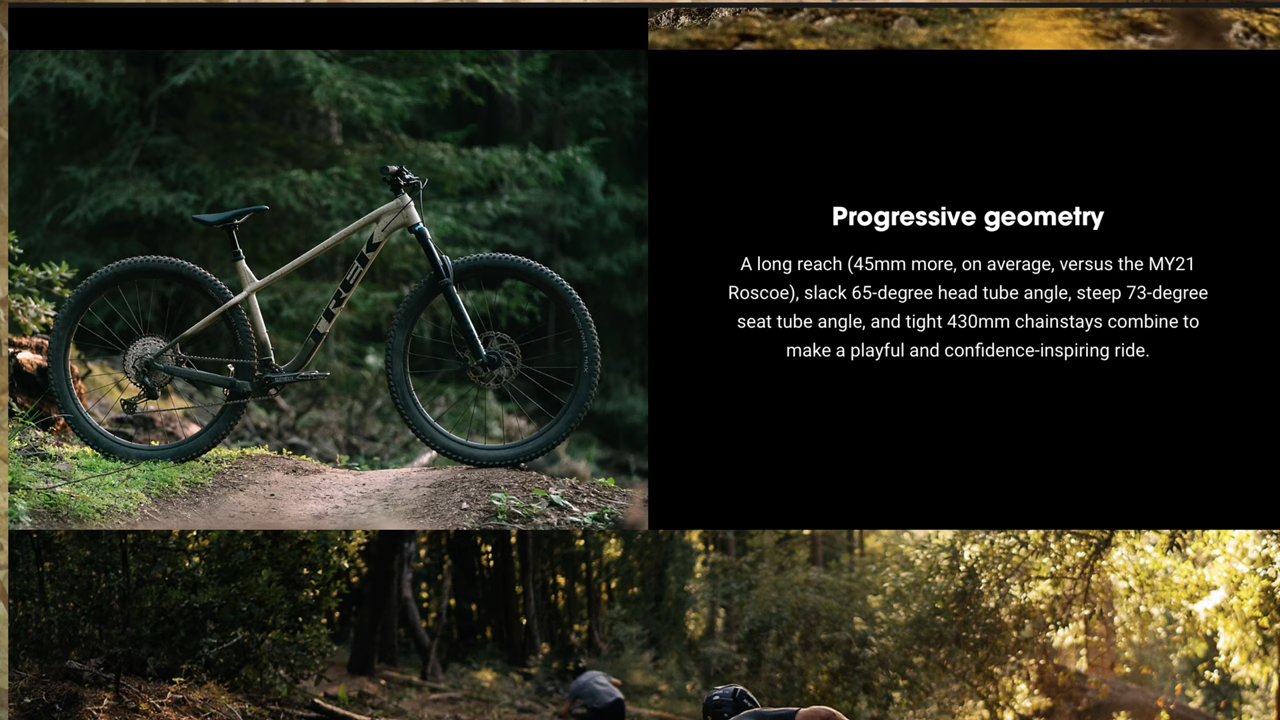 TREK
Progressive geometry
A long reach (45mm more, on average, versus the MY21
Roscoe), slack 65-degree head tube angle, steep 73-degree
seat tube angle, and tight 430mm chainstays combine to
make a playful and confidence-inspiring ride.